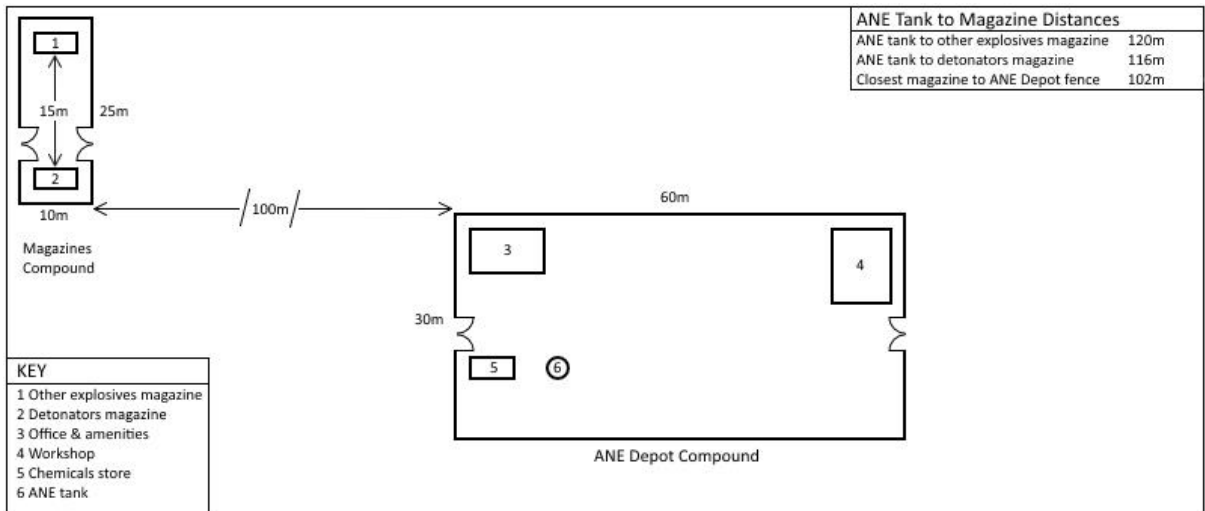 ANE Tank to Magazine Distances
ANE tank to other explosives magazine 120m
ANE tank to detonators magazine 116m
Closest magazine to ANE Depot fence 102m
1
15m
25m
2
10m
100m
60m
Magazines
Compound
3
4
30m
5
6
ANE Depot Compound
KEY
1 Other explosives magazine
2 Detonators magazine
3 Office & amenities
4 Workshop
5 Chemicals store
6 ANE tank